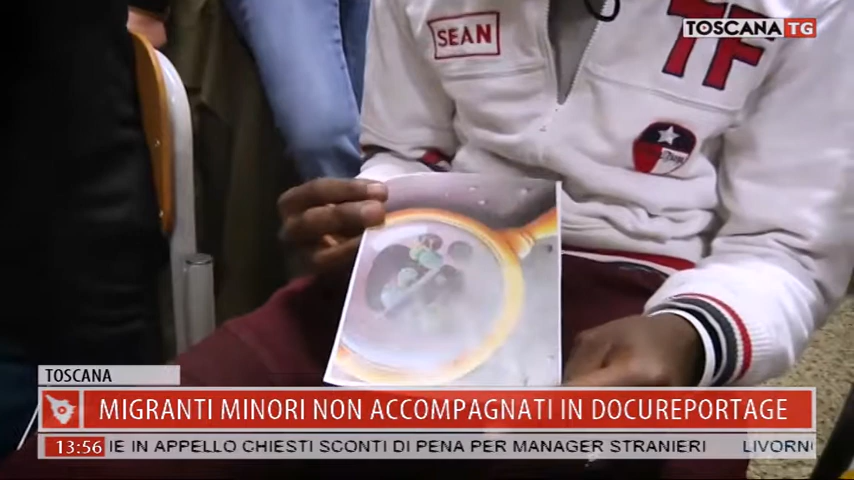 TOSCANA TG
SEAN
TF
TOSCANA
MIGRANTI MINORI NON ACCOMPAGNATI IN DOCUREPORTAGE
13:56 IE IN APPELLO CHIESTI SCONTI DI PENA PER MANAGER STRANIERI LIVORN